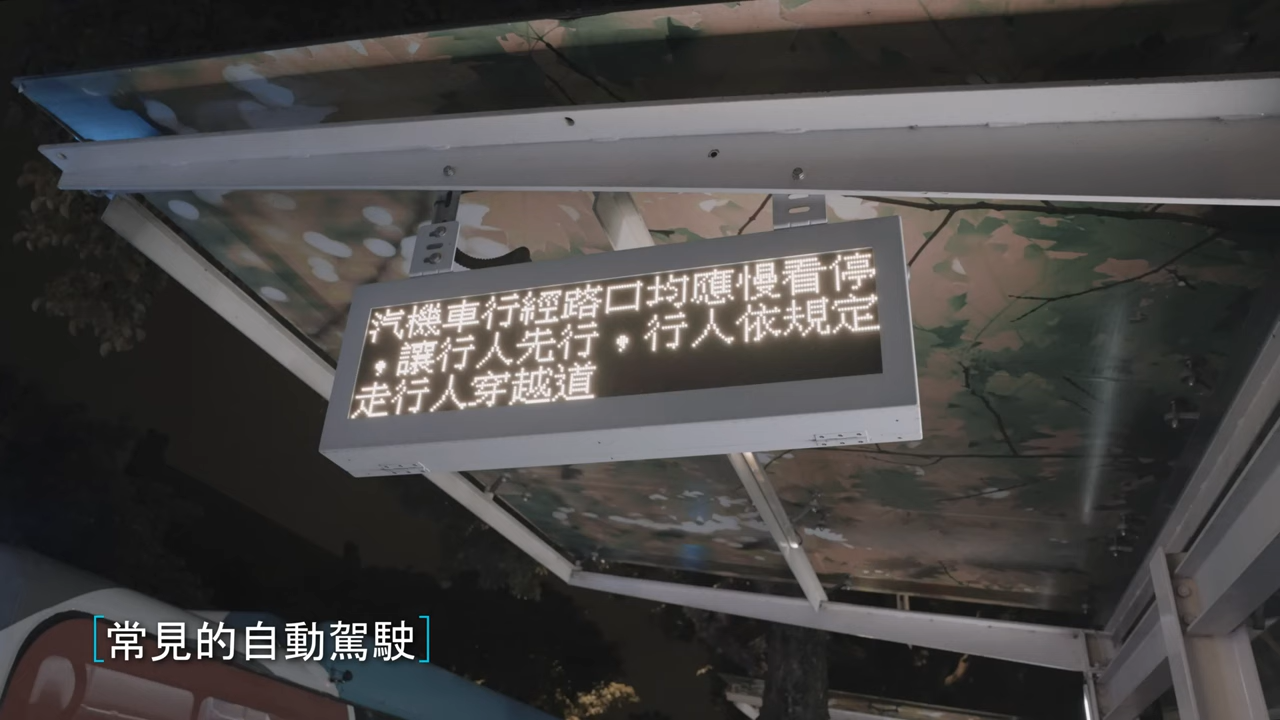 汽機車行經路口均應慢看停
，讓行人先行，行人依規定
走行人穿越道
[常見的自動駕駛]